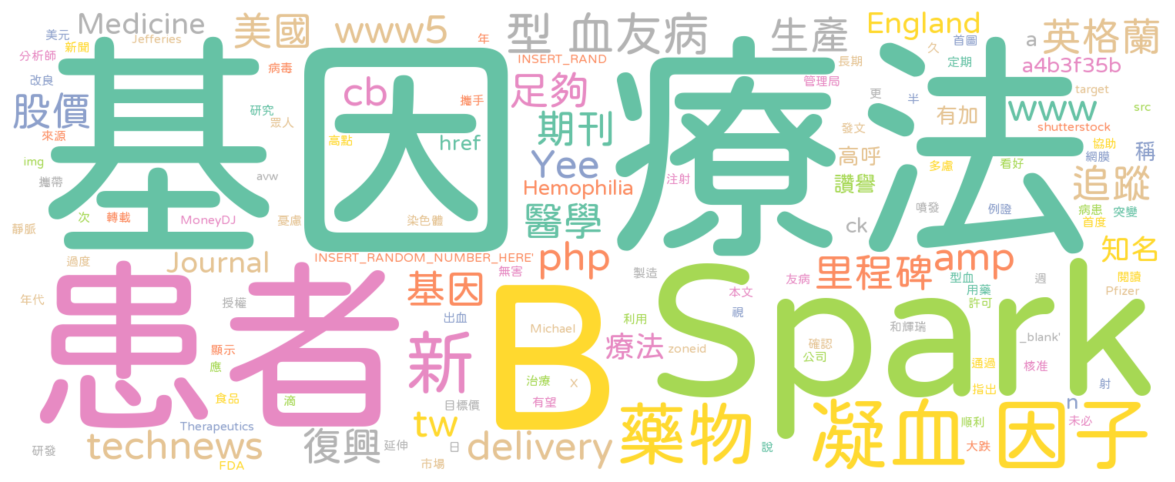 美元
Jefferies
Medicine
美國
www5
年
型
血友病
生產
England
久
首圖
a
英格蘭
新聞
分析師
病毒
INSERT_RAND
長期
定期
a4b3f35b
改良
股價
基因療法
cb
攜手
足夠
管理局
更
半
有加
www
target
src
研究
眾人
來源
高點
href
期刊
發文
shutterstock
協助
img
攜帶
avw
Yee
高呼
多慮
看好
網膜
稱
Hemophilia
注射
讚譽
追蹤
次
轉載
MoneyDJ
憂慮
染色體
醫學
噴發
例證
病患
突變
首度
靜脈
ck
過度
Journal
INSERT_RANDOM_NUMBER_HERE'
php
無害
製造
里程碑
amp
知名
年代
患者
授權
基因
B
Spark
友病
本文
週
型血
用藥
許可
閱讀
Pfizer
出血
新
Michael
利用
視
和輝瑞
_blank'
顯示
應
療法
zoneid
確認
公司
通過
核准
指出
食品
滴
治療
x
有望
射
Therapeutics
目標價
n
technews
復興
tw
delivery
藥物
凝血因子
順利
未必
研發
FDA
延伸
日
市場
說
大跌